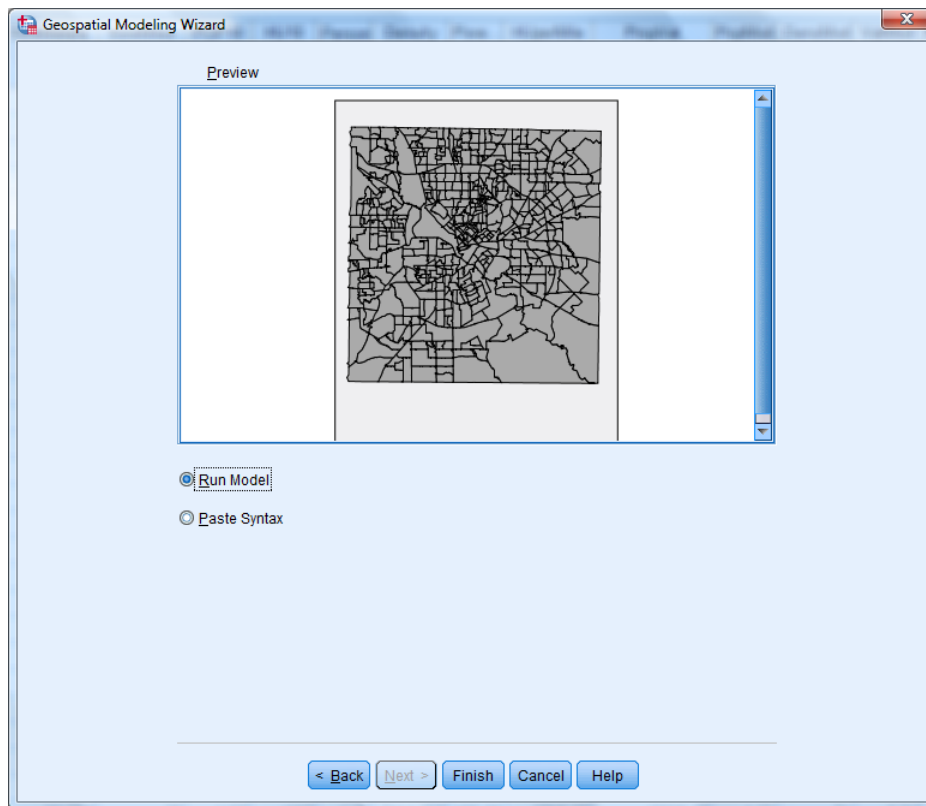 Geospatial Modeling Wizard
Preview
Run Model
Paste Syntax
< Back Next > Finish Cancel Help